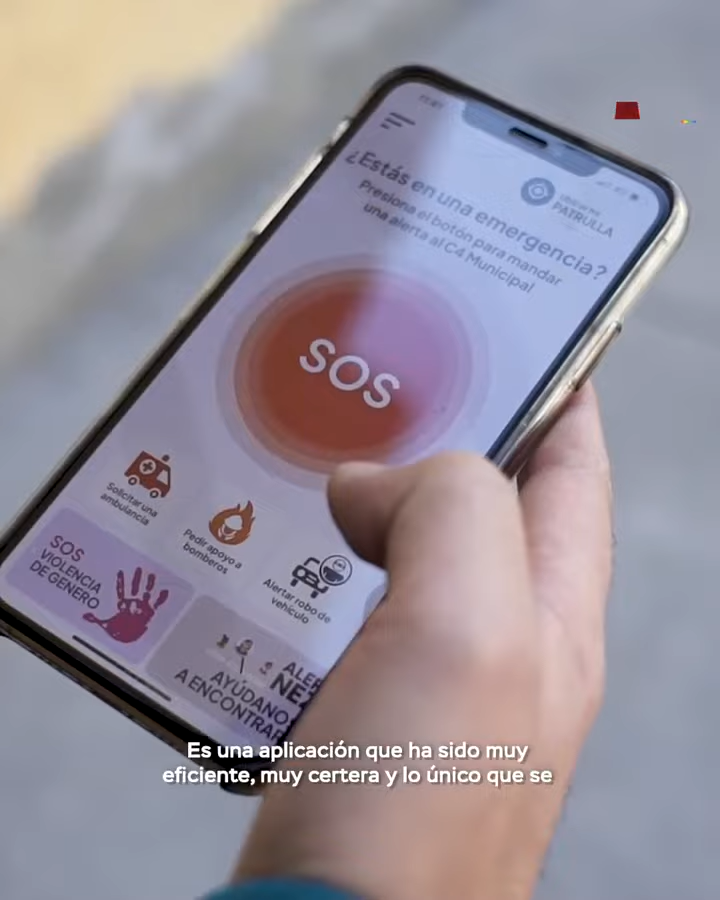 ¿Estás en una emergencia?
Presiona el botón para mandar
una alerta al C4 Municipal
PATRULLA
SOS
Solicitar una
ambulancia
Pedir apoyo a
bomberos
Alertar robo de
vehículo
SOS
VIOLENCIA
DE GENERO
AYÚDANO
A ENCONTRAR
Es una aplicación que ha sido muy
eficiente, muy certera y lo único que se